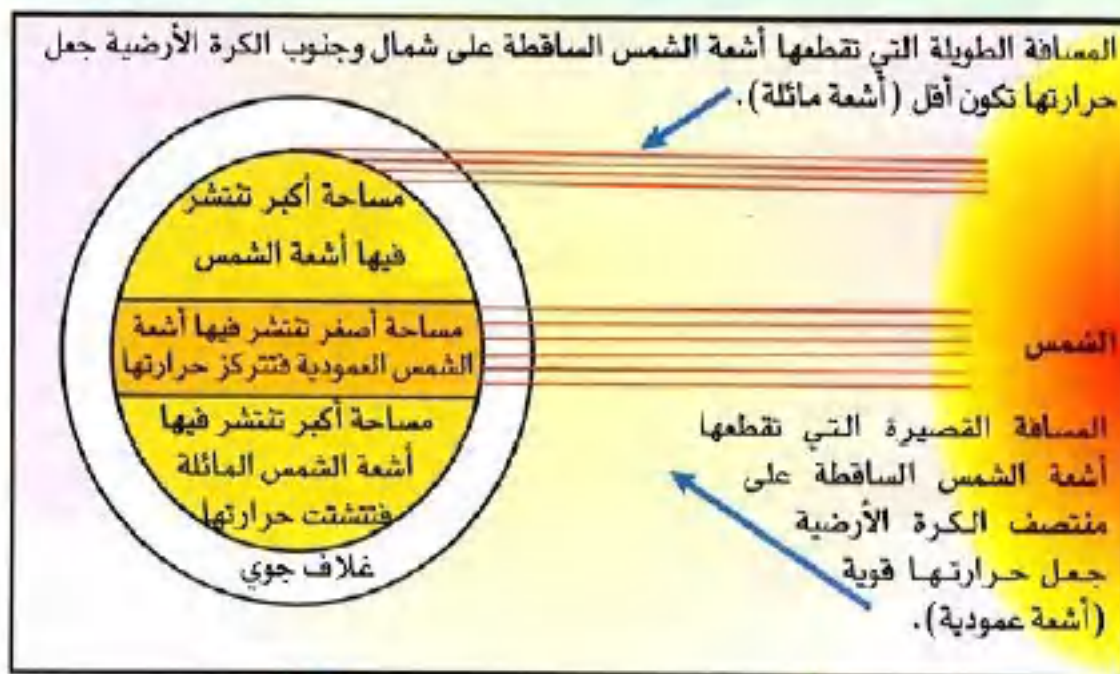 المسافة الطويلة التي تقطعها أشعة الشمس الساقطة على شمال وجنوب الكرة الأرضية جعل
حرارتها تكون أقل (أشعة مائلة).
مساحة أكبر تنتشر
فيها أشعة الشمس
مساحة أصغر تنتشر فيها أشعة
الشمس العمودية فتتركز حرارتها
مساحة أكبر تنتشر فيها
أشعة الشمس المائلة
فتتشتت حرارتها
غلاف جوي
الشمس
المسافة القصيرة التي تقطعها
أشعة الشمس الساقطة على
منتصف الكرة الأرضية
جعل حرارتها قوية
(أشعة عمودية).